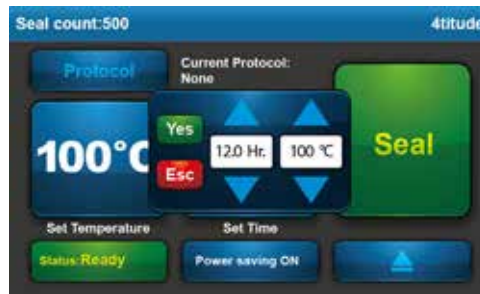 Seal count:500
4titude
Protocol
Current Protocol:
None
100°C
Yes
Esc
12.0 Hr.
100 °C
Seal
Set Temperature
Set Time
Status:Ready
Power saving ON